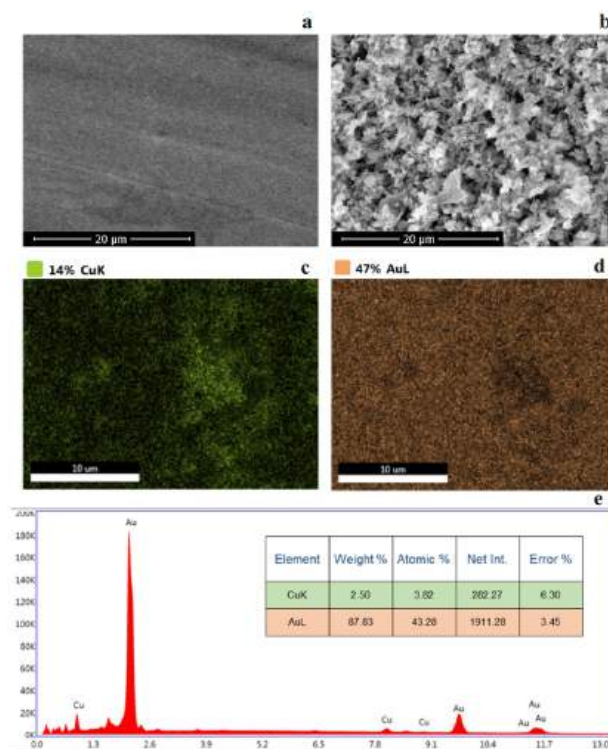 a
b
20 µm
20 µm
14% CuK
c
47% AuL
d
10 um
10 um
e
200K
180K
160K
140K
120K
100K
80K
60K
40K
20K
0K
Au
Cu
Element Weight % Atomic % Net Int. Error %
CuK 2.50 3.82 282.27 6.30
AuL 87.83 43.28 1911.28 3.45
Cu
Cu
Au
Au
Au
Au
0.0 1.3 2.6 3.9 5.2 6.5 7.8 9.1 10.4 11.7 13.0